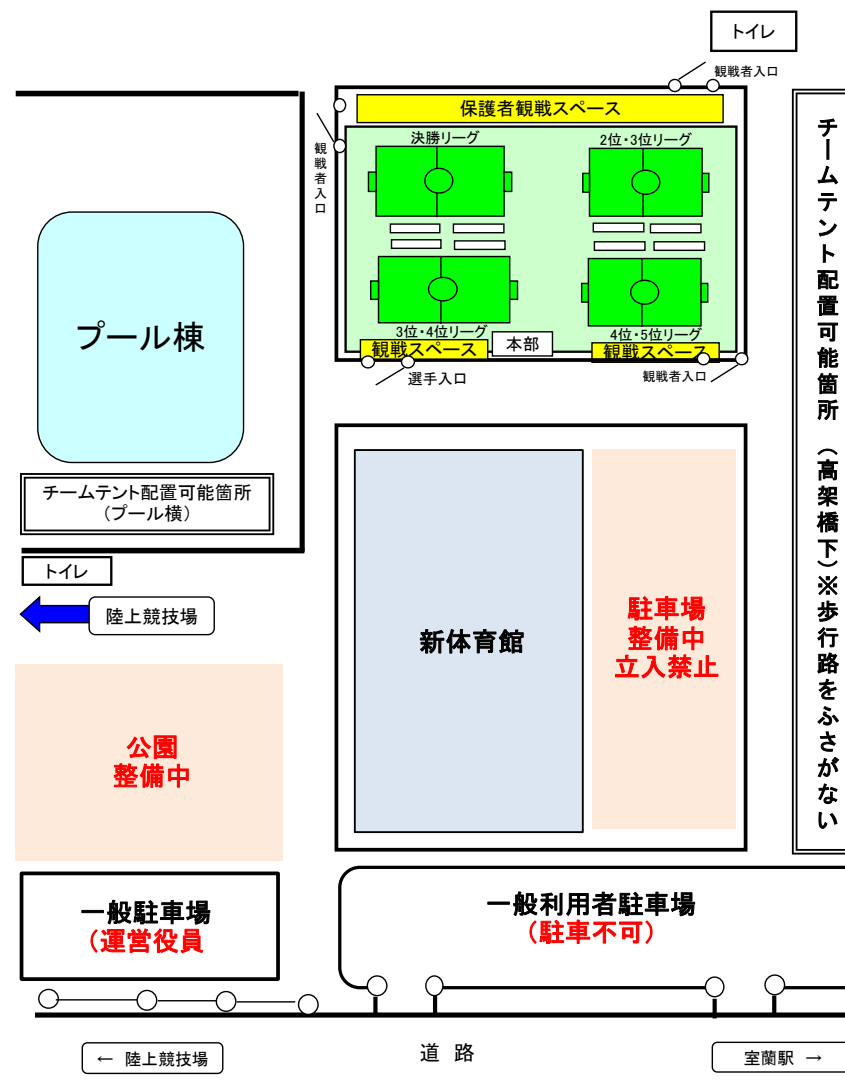 トイレ
観戦者入口
保護者観戦スペース
観戦者入口
決勝リーグ
2位・3位リーグ
3位・4位リーグ
4位・5位リーグ
観戦スペース
本部
観戦スペース
選手入口
観戦者入口
チームテント配置可能箇所 （高架橋下）※歩行路をふさがない
プール棟
チームテント配置可能箇所
（プール横）
トイレ
陸上競技場
新体育館
駐車場
整備中
立入禁止
公園
整備中
一般駐車場
（運営役員
一般利用者駐車場
（駐車不可）
← 陸上競技場
道 路
室蘭駅 →